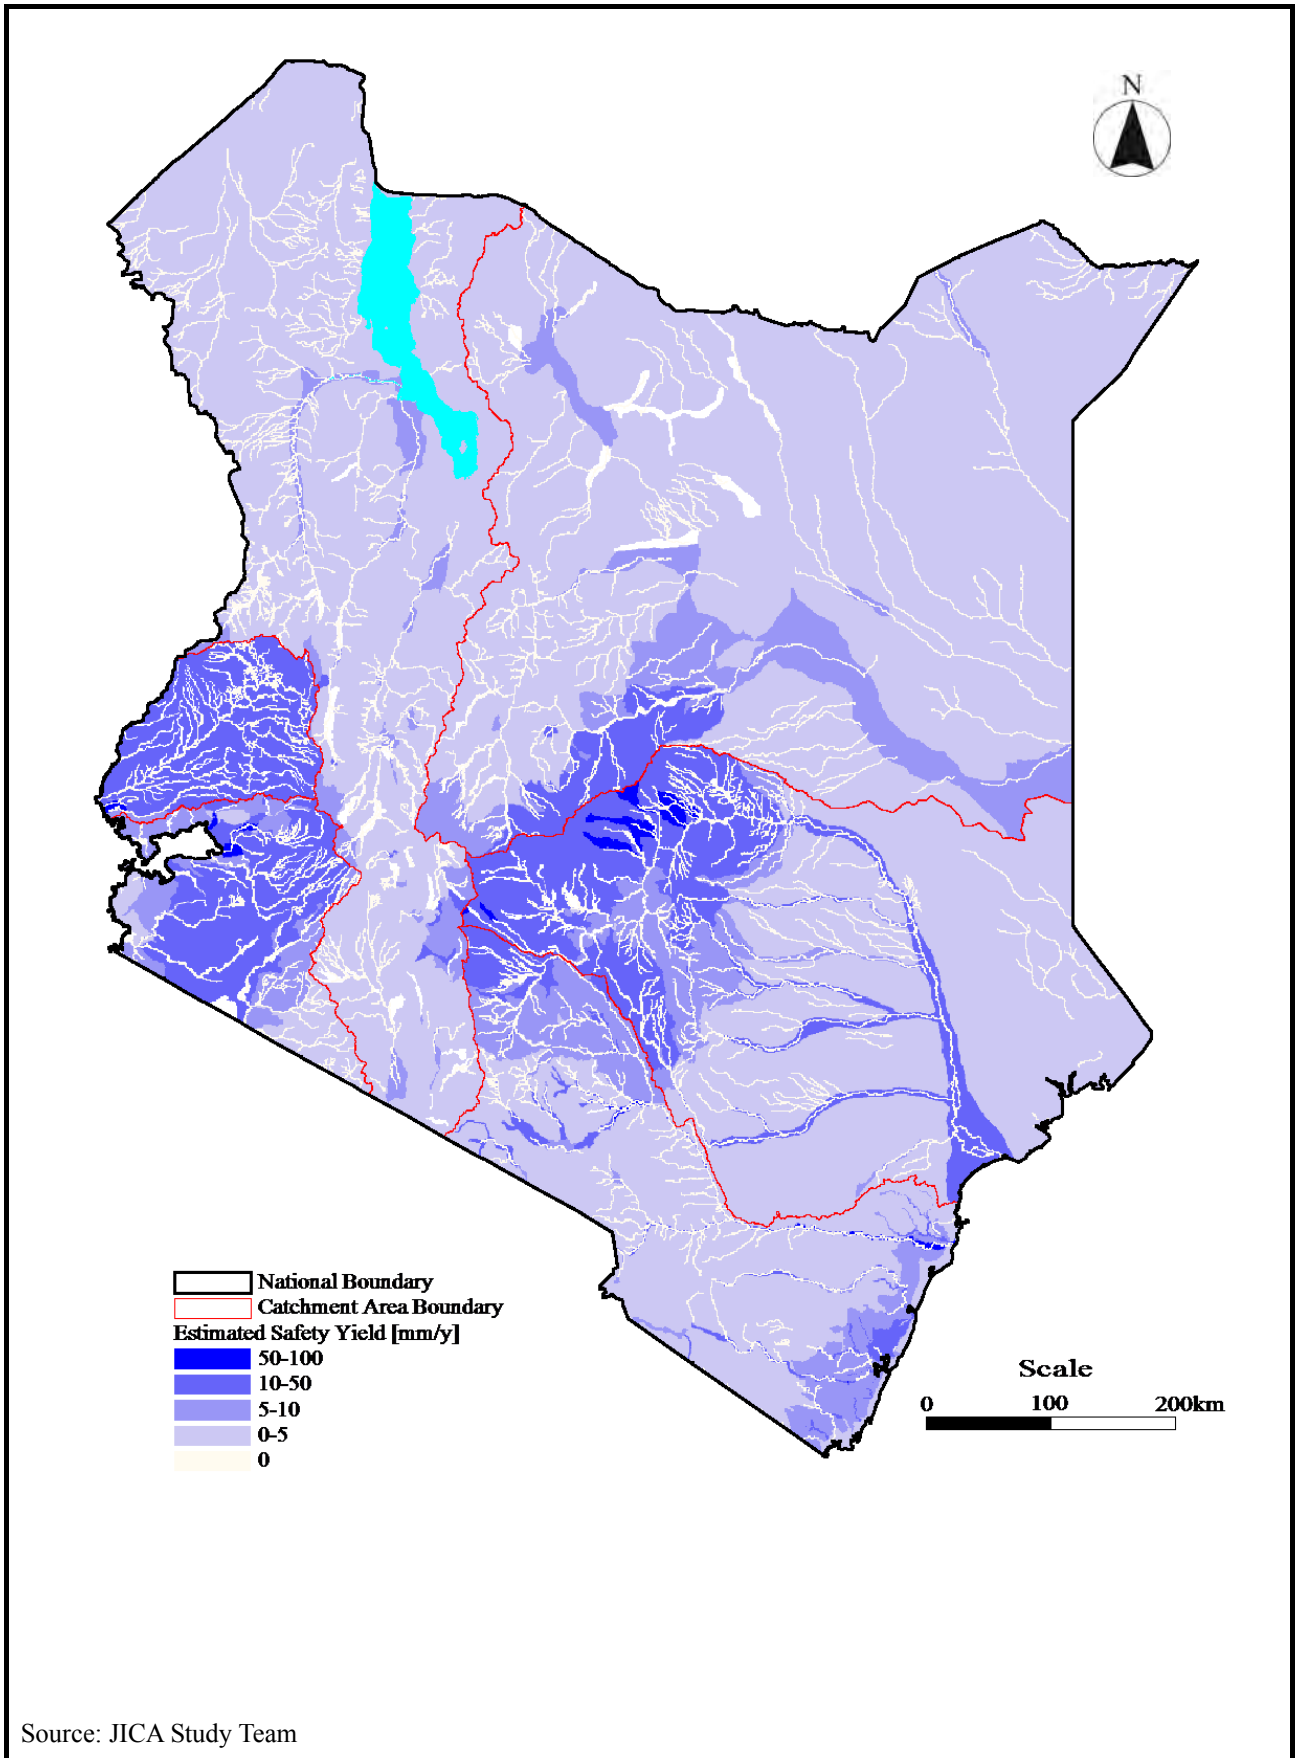 N
National Boundary
Catchment Area Boundary
Estimated Safety Yield [mm/y]
50-100
10-50
5-10
0-5
0
Scale
0 100 200km
Source: JICA Study Team